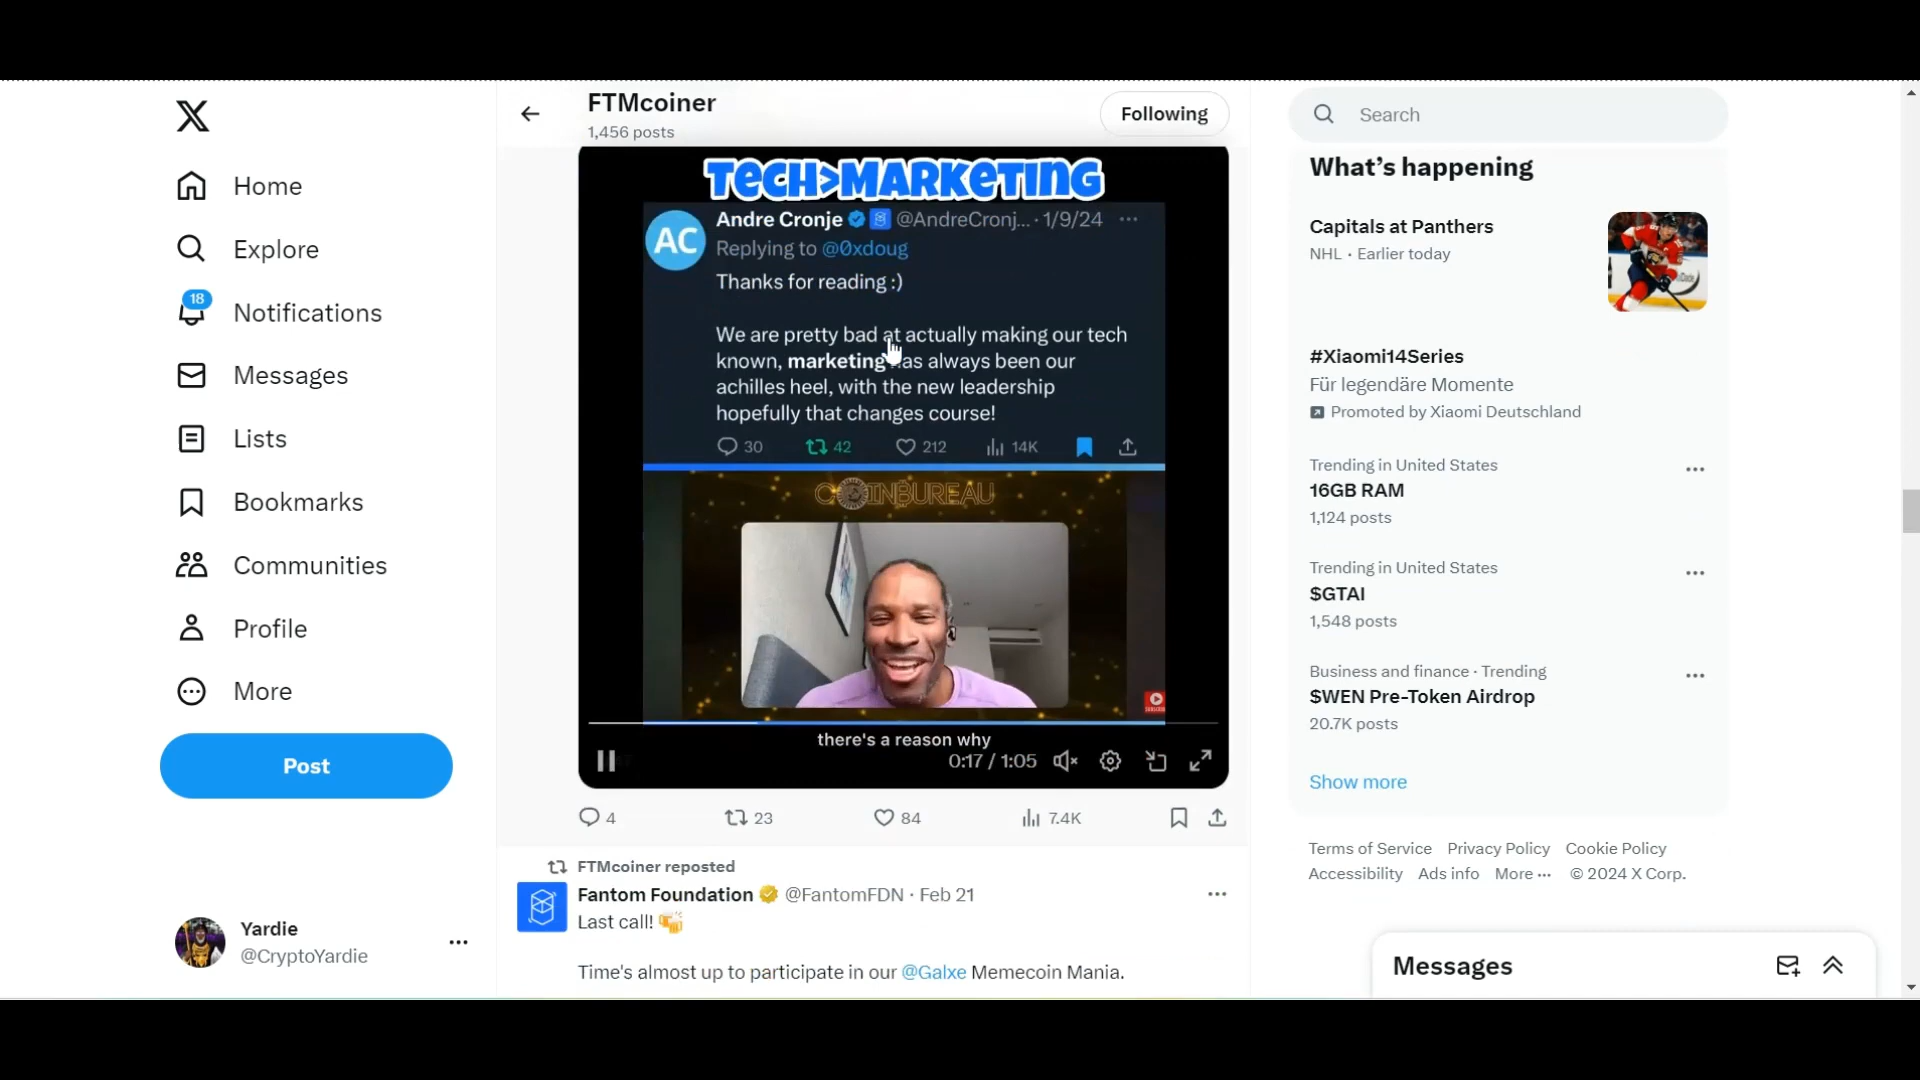 Home
Explore
18
Notifications
Messages
Lists
Bookmarks
Communities
Profile
More
Post
Yardie
@CryptoYardie
FTMcoiner
1,456 posts
Following
TECH>MARKETING
AC
Andre Cronje @AndreCronj... · 1/9/24
Replying to @0xdoug
Thanks for reading :)
We are pretty bad at actually making our tech
known, marketing has always been our
achilles heel, with the new leadership
hopefully that changes course!
30 42 212 14K
COINBUREAU
there's a reason why
0:17 / 1:05
4 23 84 7.4K
FTMcoiner reposted
Fantom Foundation @FantomFDN · Feb 21
Last call!
Time's almost up to participate in our @Galxe Memecoin Mania.
Search
What's happening
Capitals at Panthers
NHL · Earlier today
#Xiaomi14Series
Für legendäre Momente
Promoted by Xiaomi Deutschland
Trending in United States
16GB RAM
1,124 posts
Trending in United States
$GTAI
1,548 posts
Business and finance · Trending
$WEN Pre-Token Airdrop
20.7K posts
Show more
Terms of Service Privacy Policy Cookie Policy
Accessibility Ads info More ··· © 2024 X Corp.
Messages